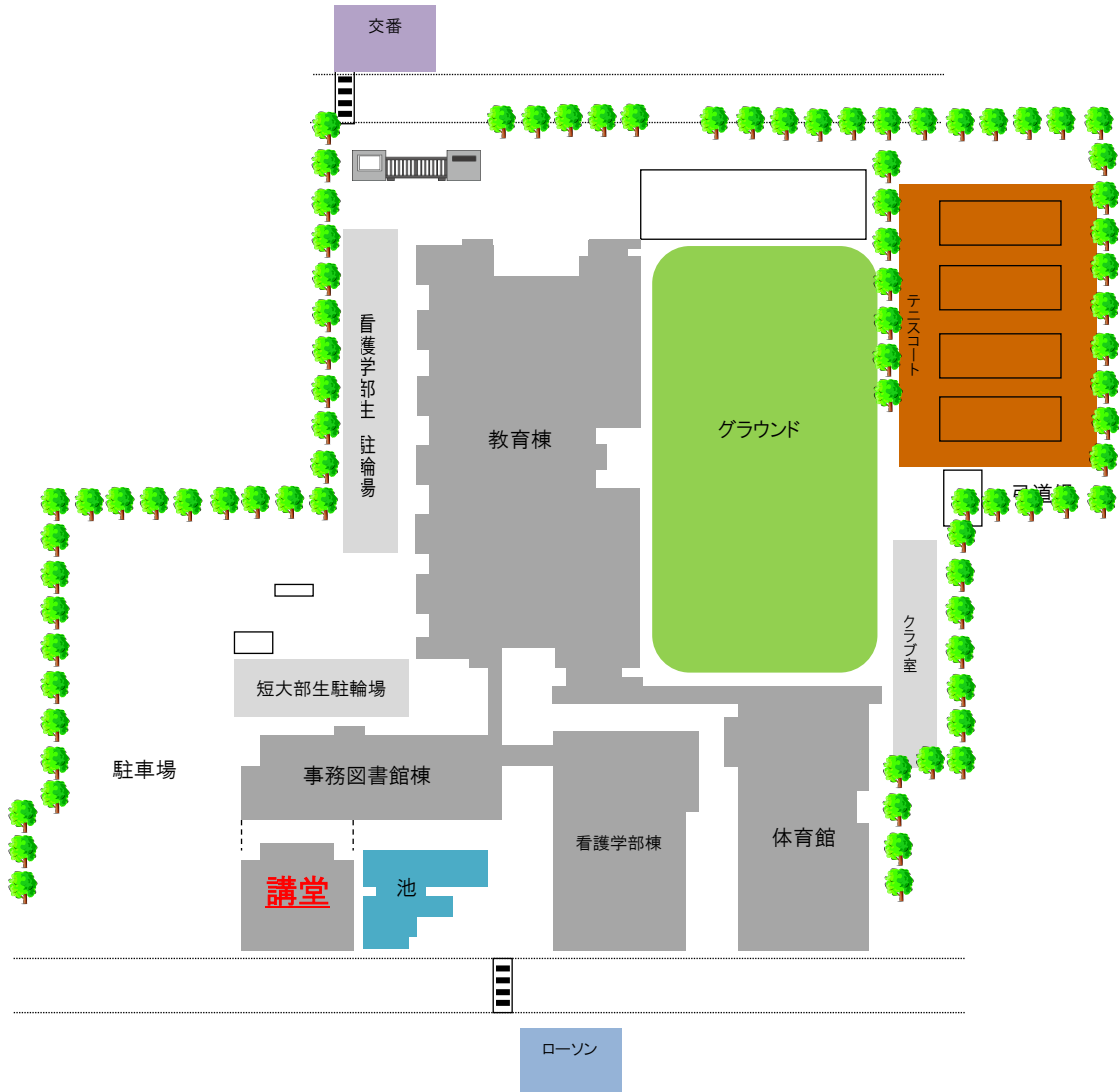 交番
看護学部生 駐輪場
テニスコート
教育棟
グラウンド
弓道場
クラブ室
短大部生駐輪場
駐車場
事務図書館棟
看護学部棟
体育館
講堂
池
ローソン